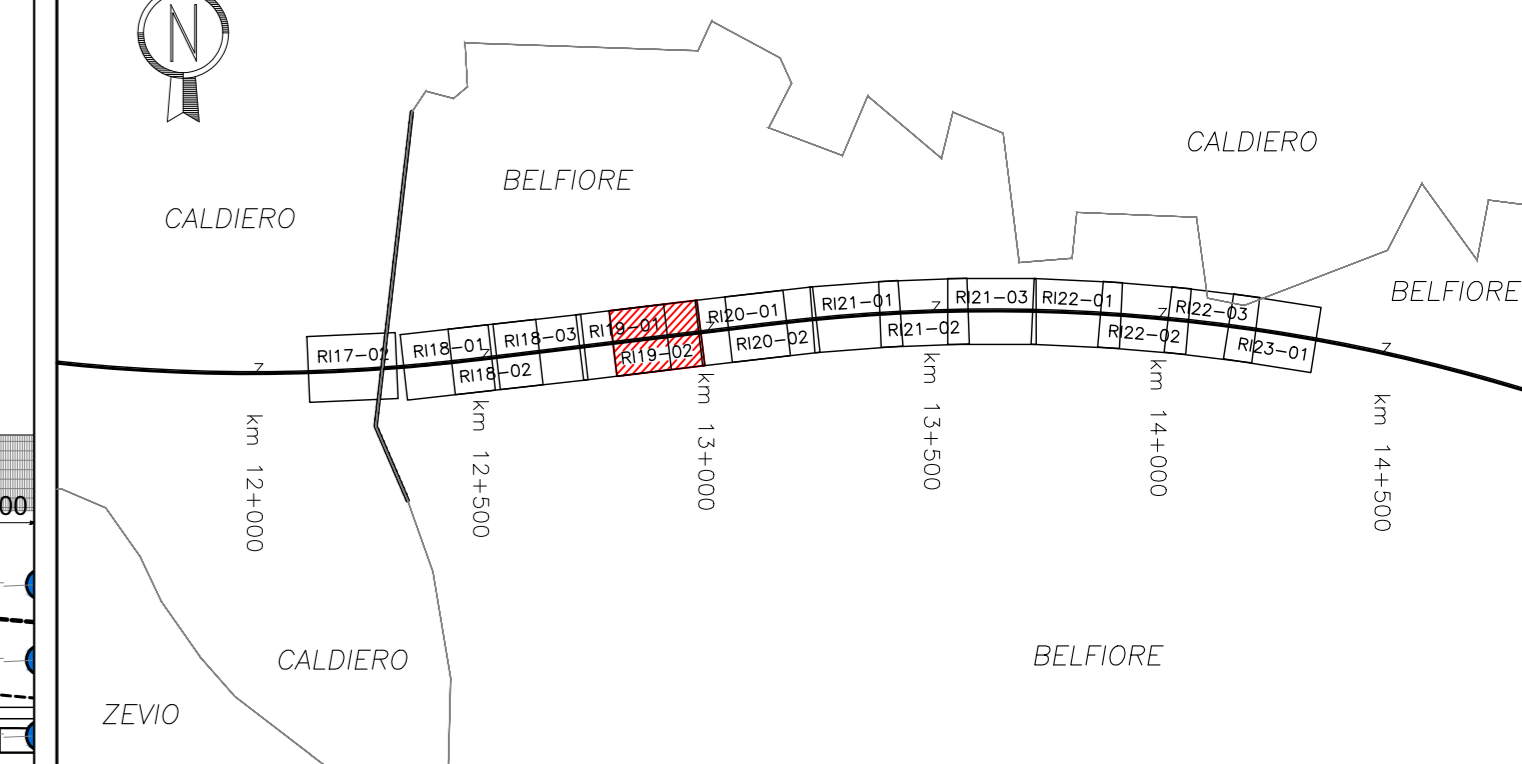 N
CALDIERO
BELFIORE
CALDIERO
BELFIORE
RI17-02
RI18-01
RI18-02
RI18-03
RI19-01
RI19-02
RI20-01
RI20-02
RI21-01
RI21-02
RI21-03
RI22-01
RI22-02
RI22-03
RI23-01
km 12+000
km 12+500
km 13+000
km 13+500
km 14+000
km 14+500
00
CALDIERO
BELFIORE
ZEVIO